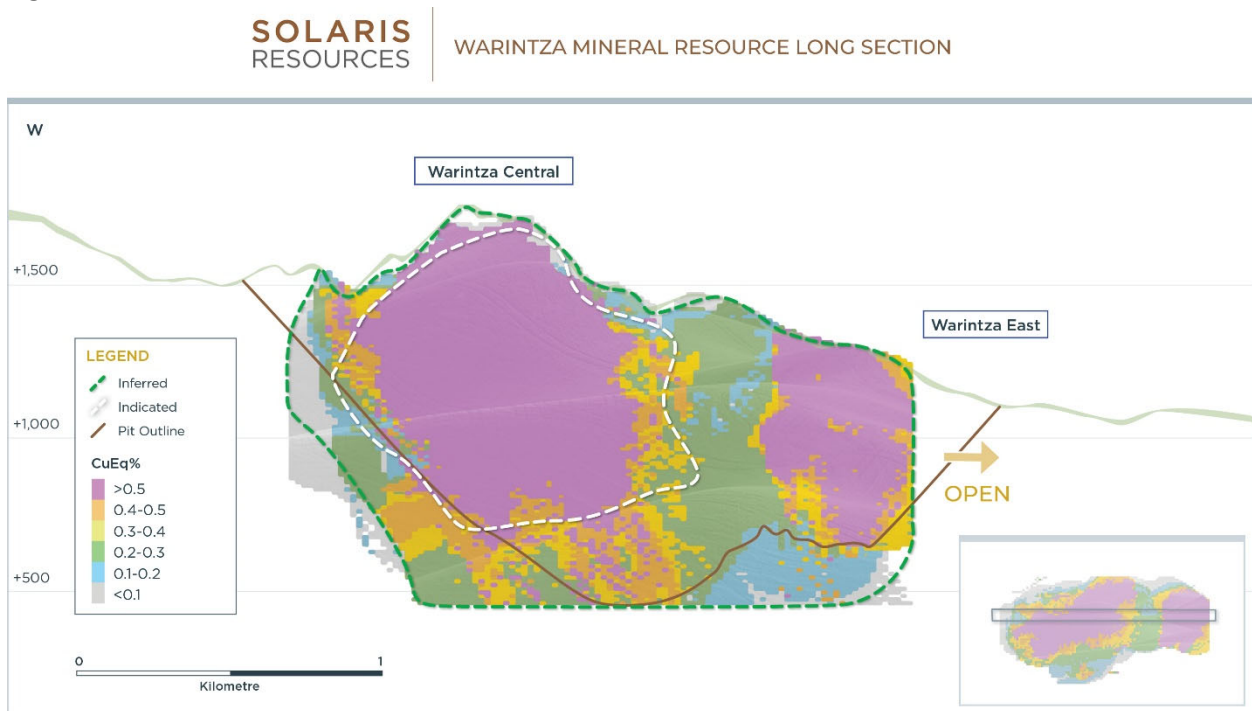 SOLARIS
RESOURCES
WARINTZA MINERAL RESOURCE LONG SECTION
W
Warintza Central
+1,500
Warintza East
LEGEND
Inferred
Indicated
Pit Outline
+1,000
CuEq%
>0.5
0.4-0.5
0.3-0.4
0.2-0.3
0.1-0.2
<0.1
OPEN
+500
0
1
Kilometre